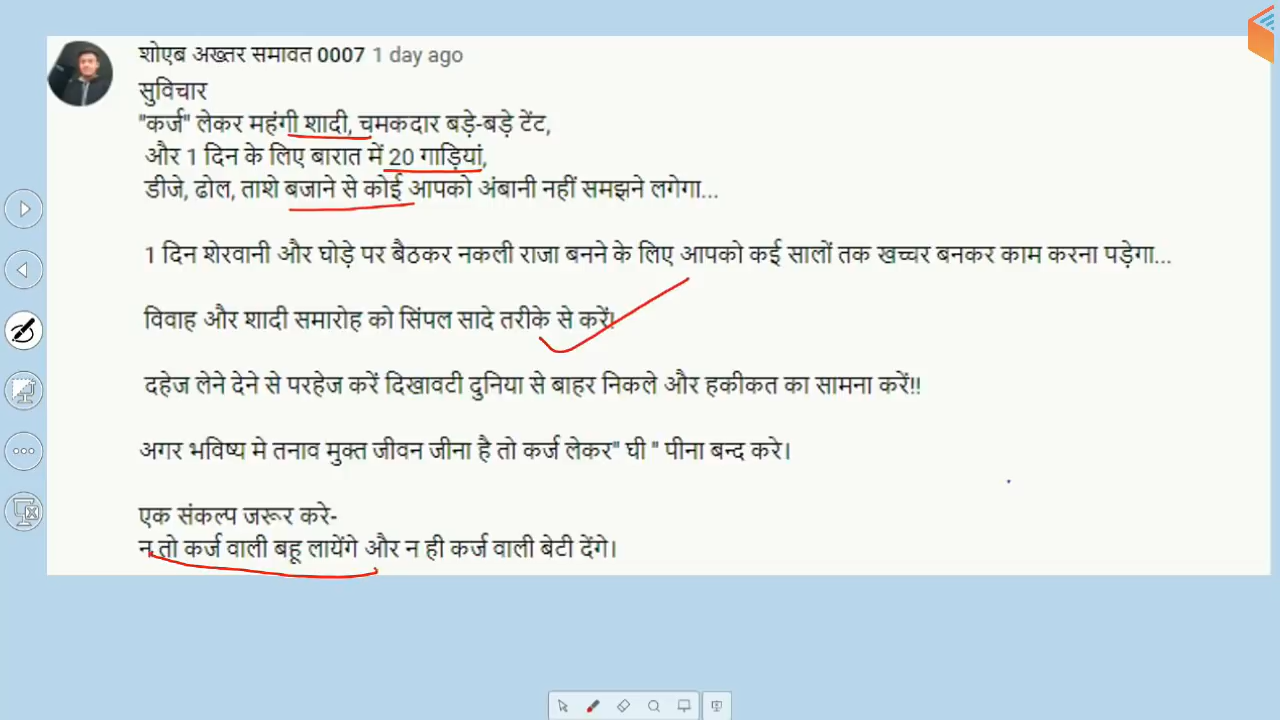 शोएब अख्तर समावत 0007 1 day ago
सुविचार
"कर्ज" लेकर महंगी शादी, चमकदार बड़े-बड़े टेंट,
और 1 दिन के लिए बारात में 20 गाड़ियां,
डीजे, ढोल, ताशे बजाने से कोई आपको अंबानी नहीं समझने लगेगा...
1 दिन शेरवानी और घोड़े पर बैठकर नकली राजा बनने के लिए आपको कई सालों तक खच्चर बनकर काम करना पड़ेगा...
विवाह और शादी समारोह को सिंपल सादे तरीके से करें।
दहेज लेने देने से परहेज करें दिखावटी दुनिया से बाहर निकले और हकीकत का सामना करें!!
अगर भविष्य मे तनाव मुक्त जीवन जीना है तो कर्ज लेकर" घी " पीना बन्द करे।
एक संकल्प जरूर करे-
न तो कर्ज वाली बहू लायेंगे और न ही कर्ज वाली बेटी देंगे।